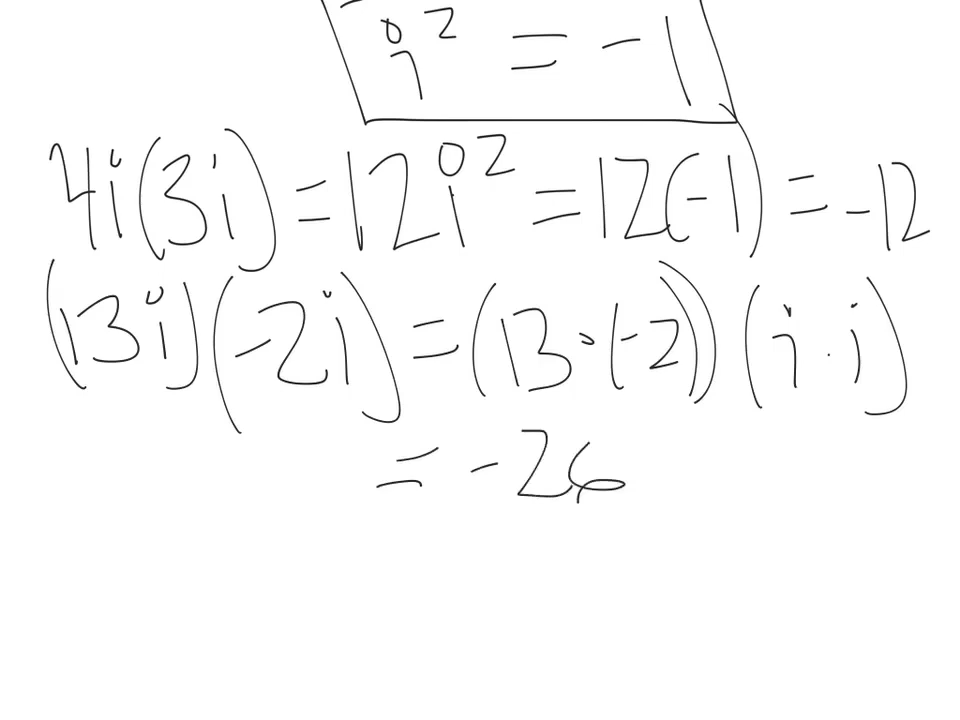 i² = -1
4i(3i) = 12i² = 12(-1) = -12
(13i)(-2i) = (13·(-2))(i·i)
= -26